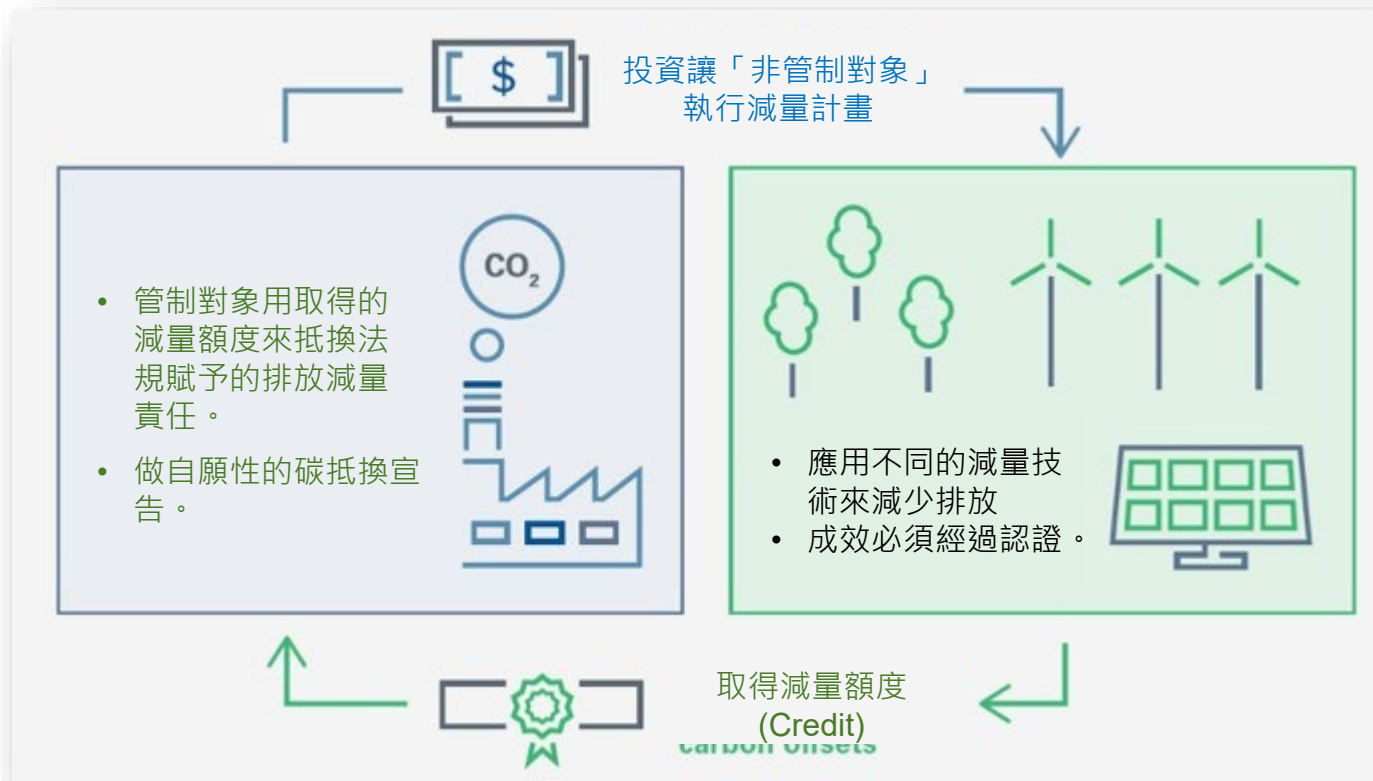 [ $ ]
投資讓「非管制對象」
執行減量計畫
CO2
• 管制對象用取得的
減量額度來抵換法
規賦予的排放減量
責任。
• 做自願性的碳抵換宣
告。
• 應用不同的減量技
術來減少排放
• 成效必須經過認證。
取得減量額度
(Credit)
carbon offsets